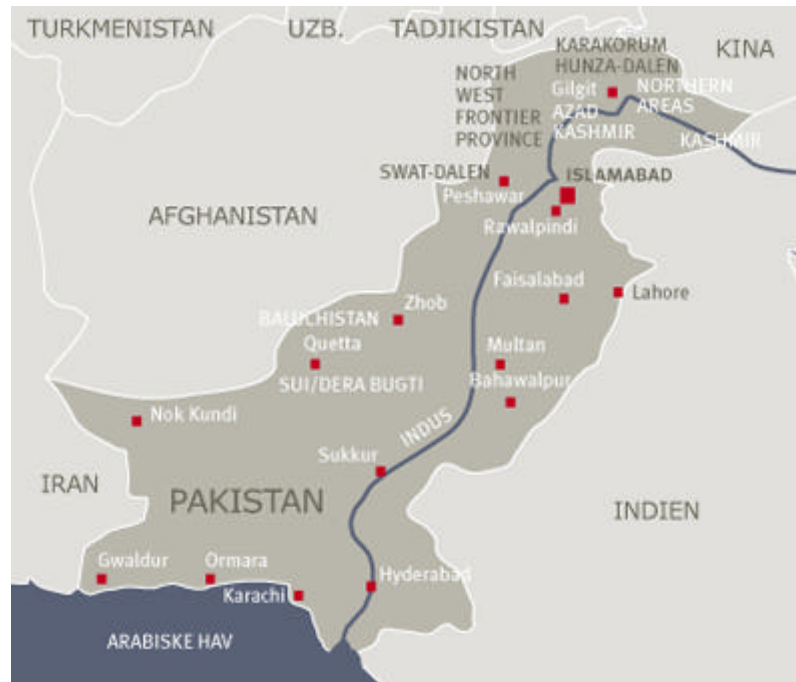 TURKMENISTAN
UZB.
TADJIKISTAN
KINA
KARAKORUM
HUNZA-DALEN
NORTH
WEST
FRONTIER
PROVINCE
Gilgit
NORTHERN
AREAS
AZAD
KASHMIR
KASHMIR
SWAT-DALEN
ISLAMABAD
Peshawar
Rawalpindi
AFGHANISTAN
Faisalabad
Lahore
Zhob
BALUCHISTAN
Quetta
Multan
SUI/DERA BUGTI
Bahawalpur
Nok Kundi
INDUS
Sukkur
IRAN
PAKISTAN
INDIEN
Gwaldur
Ormara
Hyderabad
Karachi
ARABISKE HAV